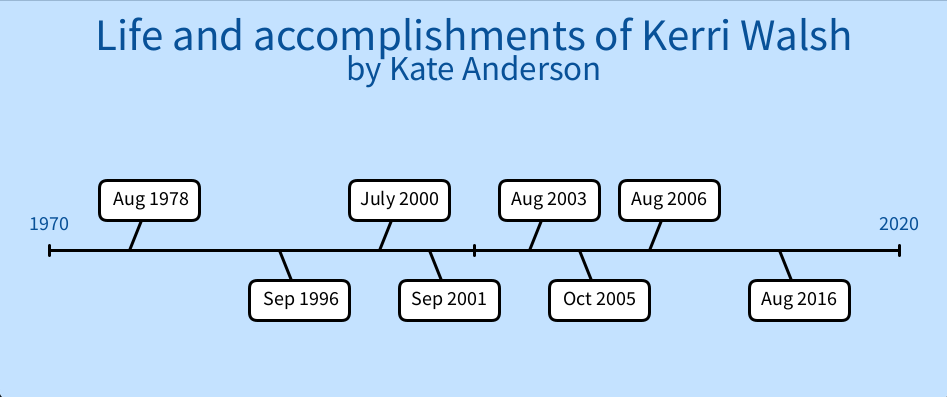 Life and accomplishments of Kerri Walsh
by Kate Anderson
Aug 1978
July 2000
Aug 2003
Aug 2006
1970
2020
Sep 1996
Sep 2001
Oct 2005
Aug 2016